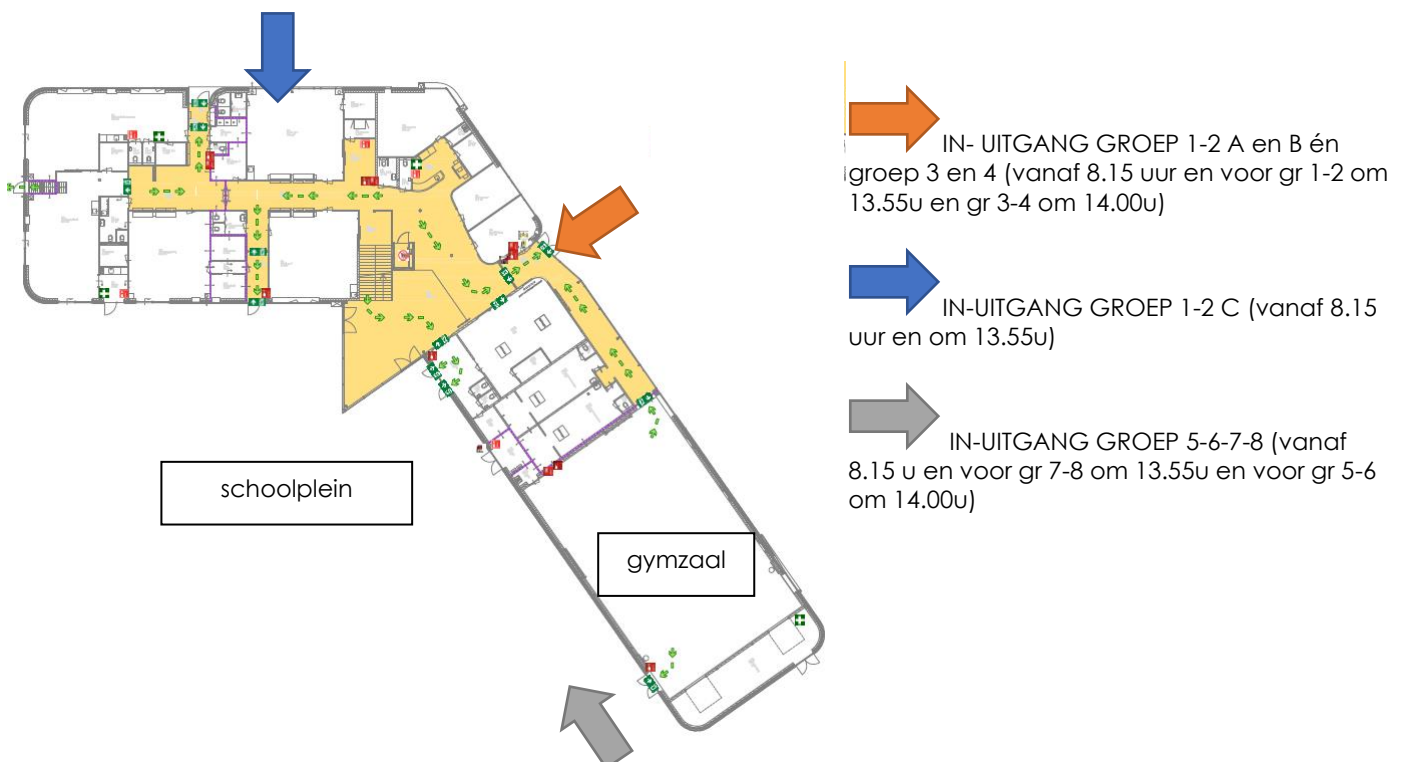 IN- UITGANG GROEP 1-2 A en B én
groep 3 en 4 (vanaf 8.15 uur en voor gr 1-2 om
13.55u en gr 3-4 om 14.00u)
IN-UITGANG GROEP 1-2 C (vanaf 8.15
uur en om 13.55u)
IN-UITGANG GROEP 5-6-7-8 (vanaf
8.15 u en voor gr 7-8 om 13.55u en voor gr 5-6
om 14.00u)
schoolplein
gymzaal